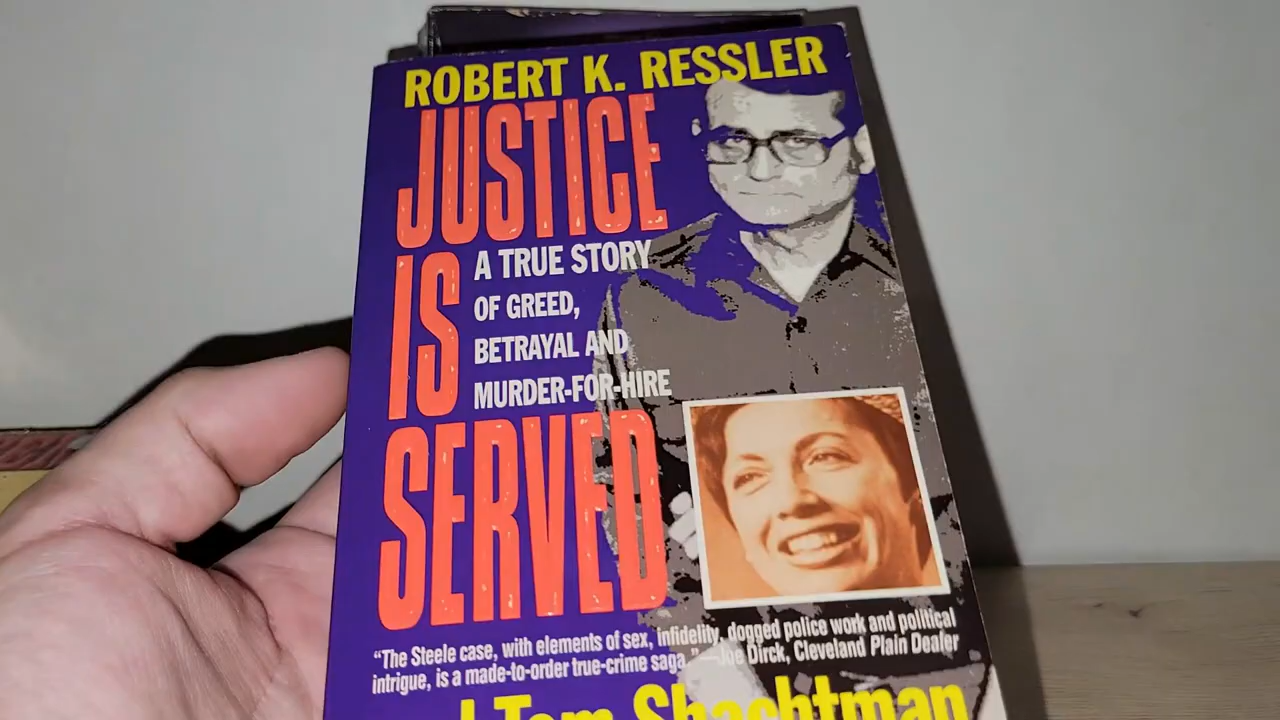 ROBERT K. RESSLER
JUSTICE
IS
A TRUE STORY
OF GREED,
BETRAYAL AND
MURDER-FOR-HIRE
SERVED
“The Steele case, with elements of sex, infidelity, dogged police work and political
intrigue, is a made-to-order true-crime saga.”—Joe Dirck, Cleveland Plain Dealer
Tom Shachtman